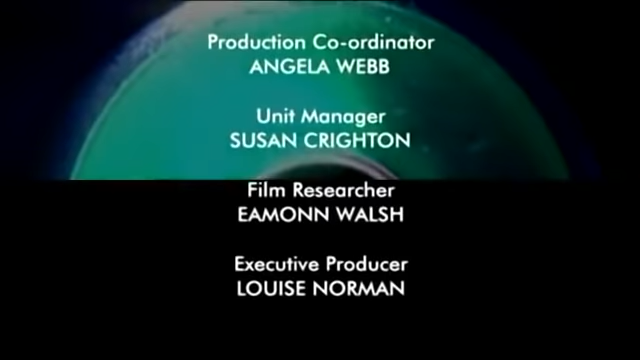 Production Co-ordinator
ANGELA WEBB
Unit Manager
SUSAN CRIGHTON
Film Researcher
EAMONN WALSH
Executive Producer
LOUISE NORMAN